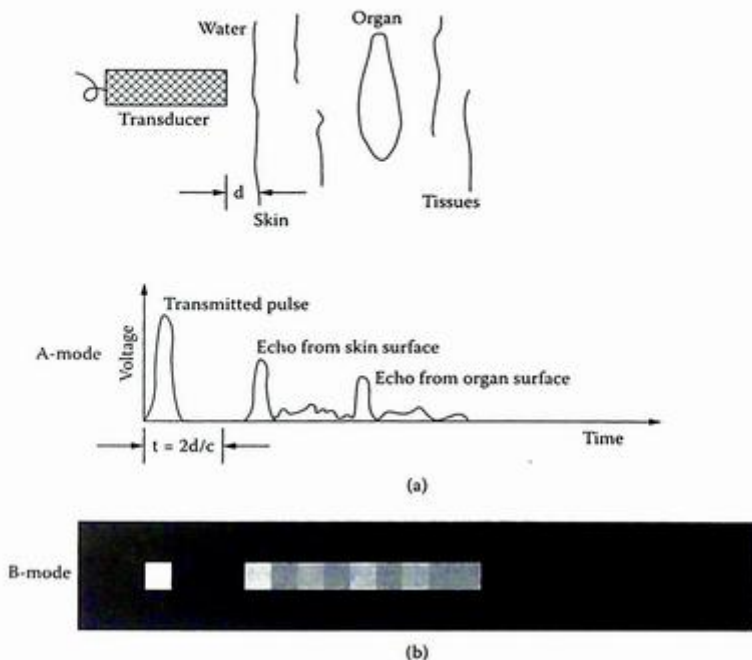 Organ
Water
Transducer
d
Skin
Tissues
Transmitted pulse
A-mode
Voltage
Echo from skin surface
Echo from organ surface
Time
t = 2d/c
(a)
B-mode
(b)